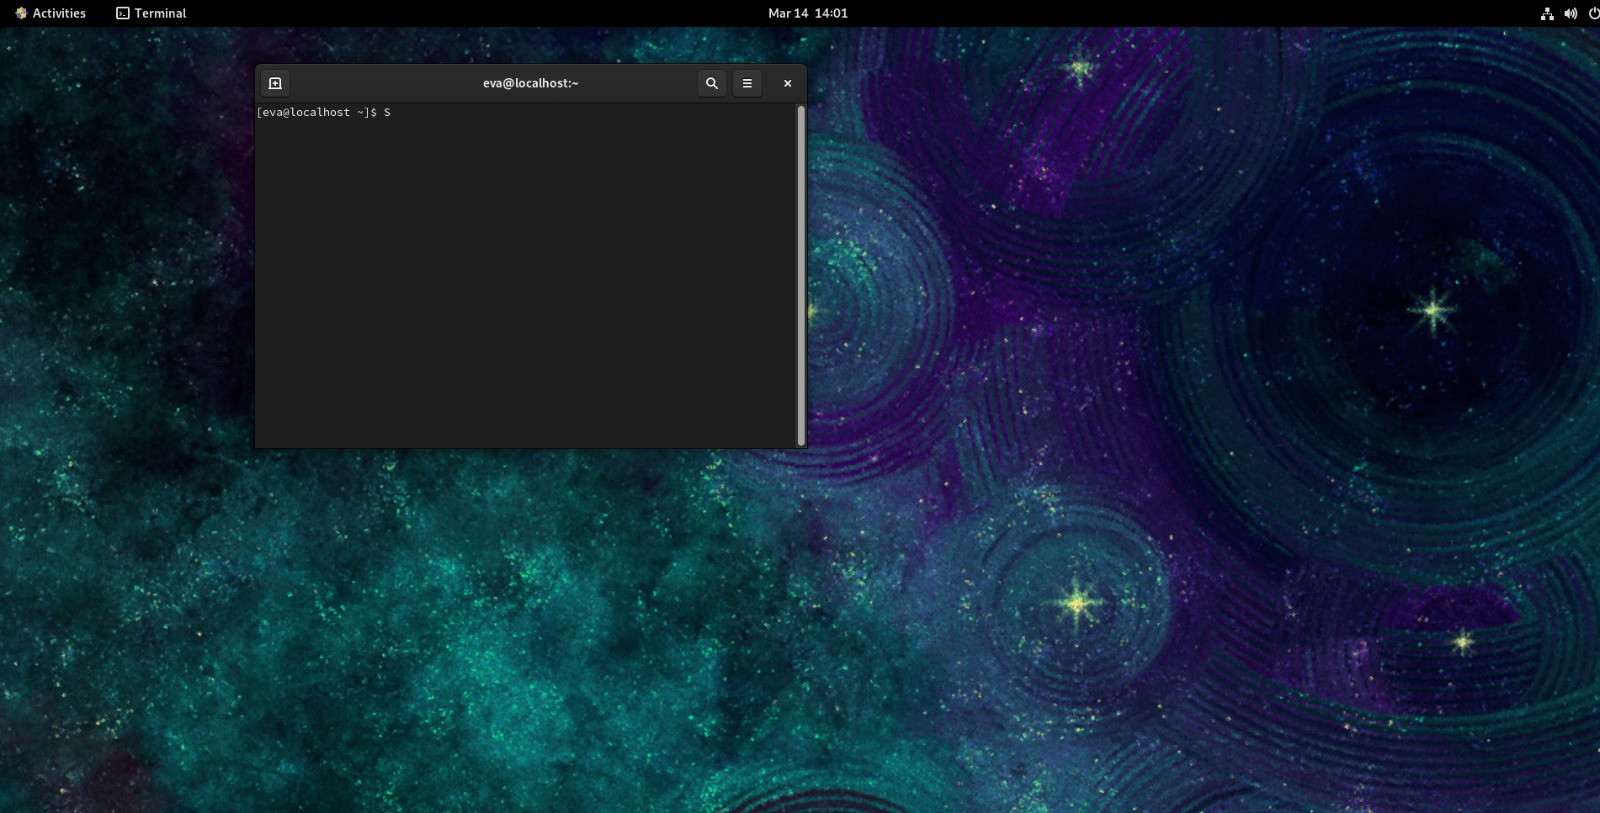 Activities Terminal Mar 14 14:01
eva@localhost:~
[eva@localhost ~]$ S